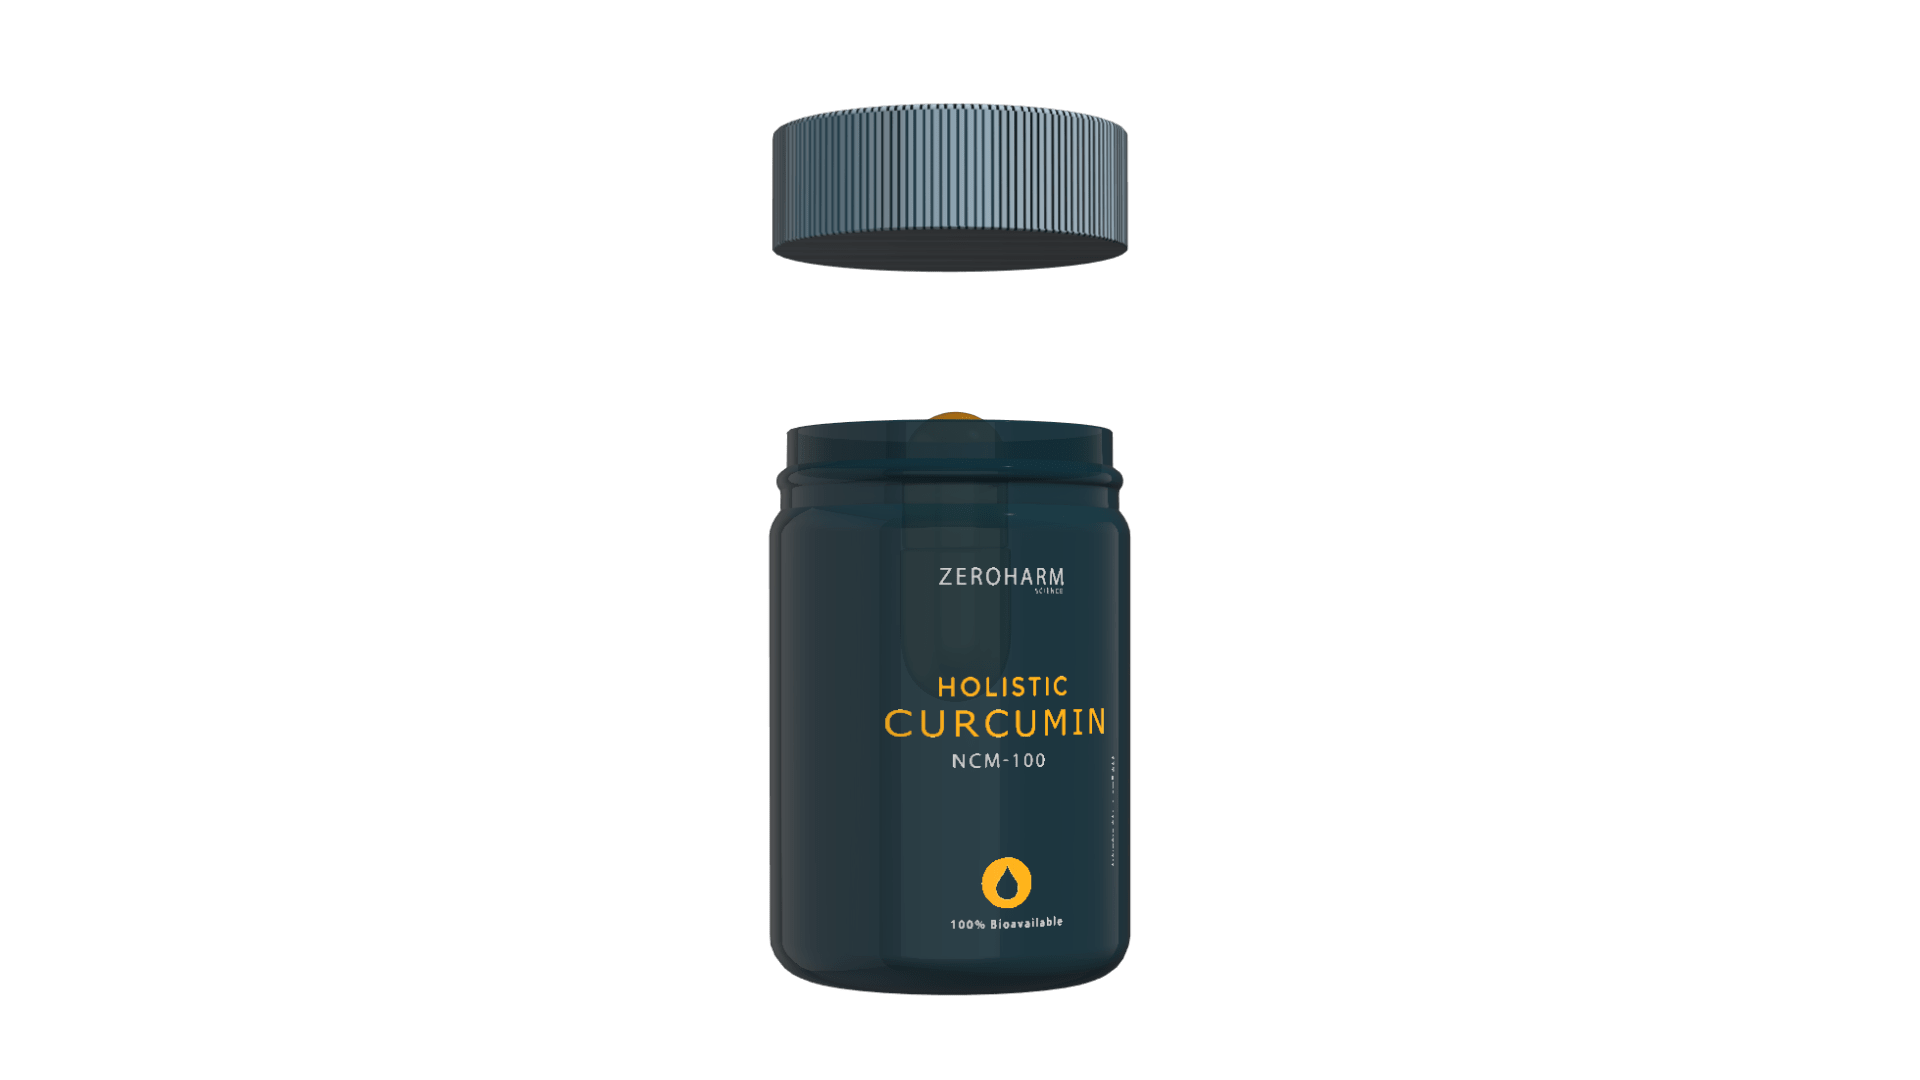 ZEROHARM
SCIENCE
HOLISTIC
CURCUMIN
NCM-100
100% Bioavailable